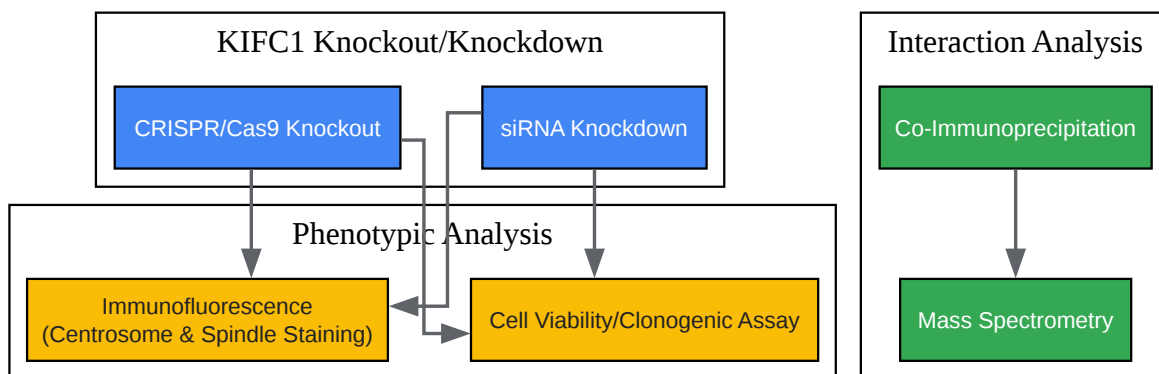 KIFC1 Knockout/Knockdown
CRISPR/Cas9 Knockout
siRNA Knockdown
Phenotypic Analysis
Immunofluorescence
(Centrosome & Spindle Staining)
Cell Viability/Clonogenic Assay
Interaction Analysis
Co-Immunoprecipitation
Mass Spectrometry